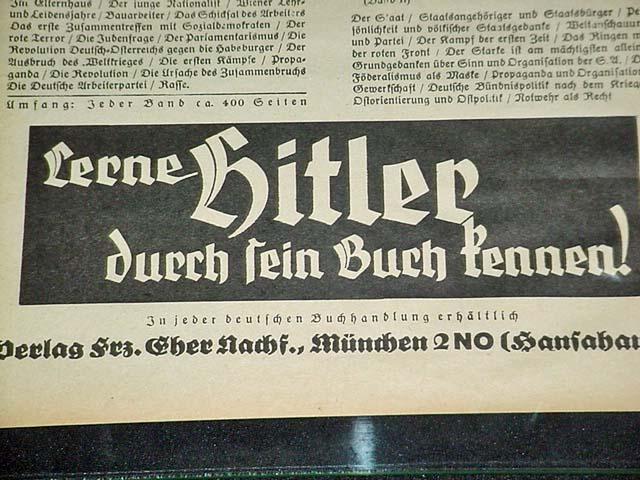 Im Elternhaus / Der junge Nationalist / Wiener Lehr-
und Leidensjahre / Bauarbeiter / Das Schicksal des Arbeiters
Das erste Zusammentreffen mit Sozialdemokraten / Der
rote Terror / Die Judenfrage / Der Parlamentarismus / Die
Revolution Deutsch-Österreichs gegen die Habsburger / Der
Ausbruch des Weltkrieges / Die ersten Kämpfe / Propa-
ganda / Die Revolution / Die Ursache des Zusammenbruchs
Die Deutsche Arbeiterpartei / Rasse.
Umfang: Jeder Band ca. 400 Seiten
Der Staat / Staatsangehöriger und Staatsbürger / Pe
sönlichkeit und völkischer Staatsgedanke / Weltanschauun
und Partei / Der Kampf der ersten Zeit / Das Ringen m
der roten Front / Der Starke ist am mächtigsten allein
Grundgedanken über Sinn und Organisation der S. A. / D
Föderalismus als Maske / Propaganda und Organisation
Gewerkschaft / Deutsche Bündnispolitik nach dem Kriege
Ostorientierung und Ostpolitik / Notwehr als Recht
Lerne Hitler
durch sein Buch kennen!
In jeder deutschen Buchhandlung erhältlich
Verlag Frz. Eher Nachf., München 2 NO (Hansahau